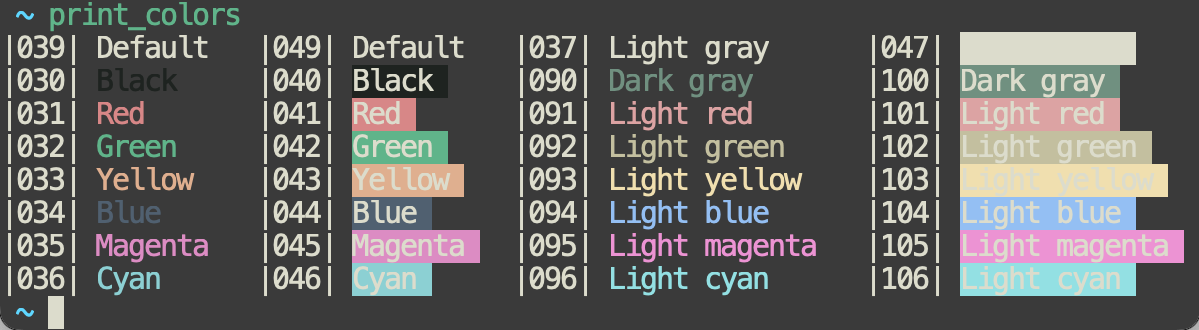 ~ print_colors
|039| Default |049| Default |037| Light gray |047|
|030| Black |040| Black |090| Dark gray |100| Dark gray
|031| Red |041| Red |091| Light red |101| Light red
|032| Green |042| Green |092| Light green |102| Light green
|033| Yellow |043| Yellow |093| Light yellow |103| Light yellow
|034| Blue |044| Blue |094| Light blue |104| Light blue
|035| Magenta |045| Magenta |095| Light magenta |105| Light magenta
|036| Cyan |046| Cyan |096| Light cyan |106| Light cyan
~